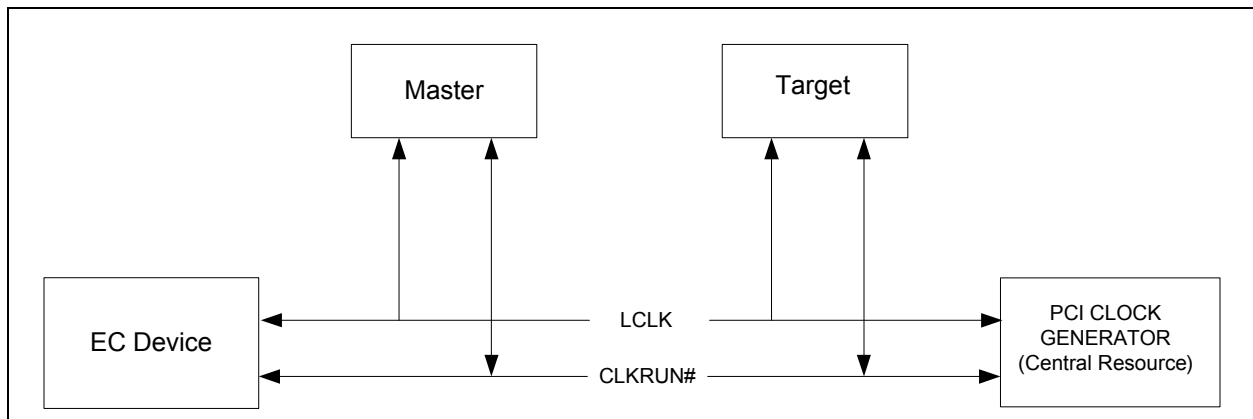 Master
Target
EC Device
LCLK
CLKRUN#
PCI CLOCK
GENERATOR
(Central Resource)